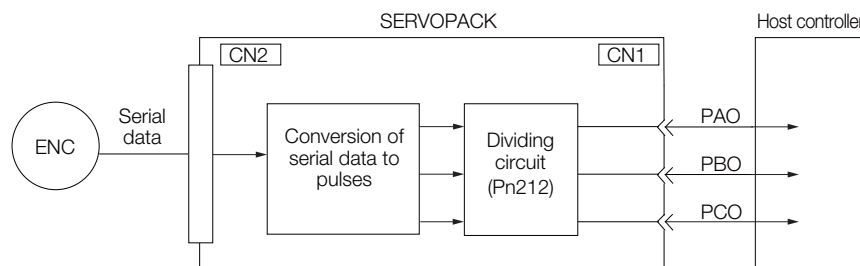 SERVOPACK
Host controller
CN2
CN1
Serial
data
ENC
Conversion of
serial data to
pulses
Dividing
circuit
(Pn212)
PAO
PBO
PCO